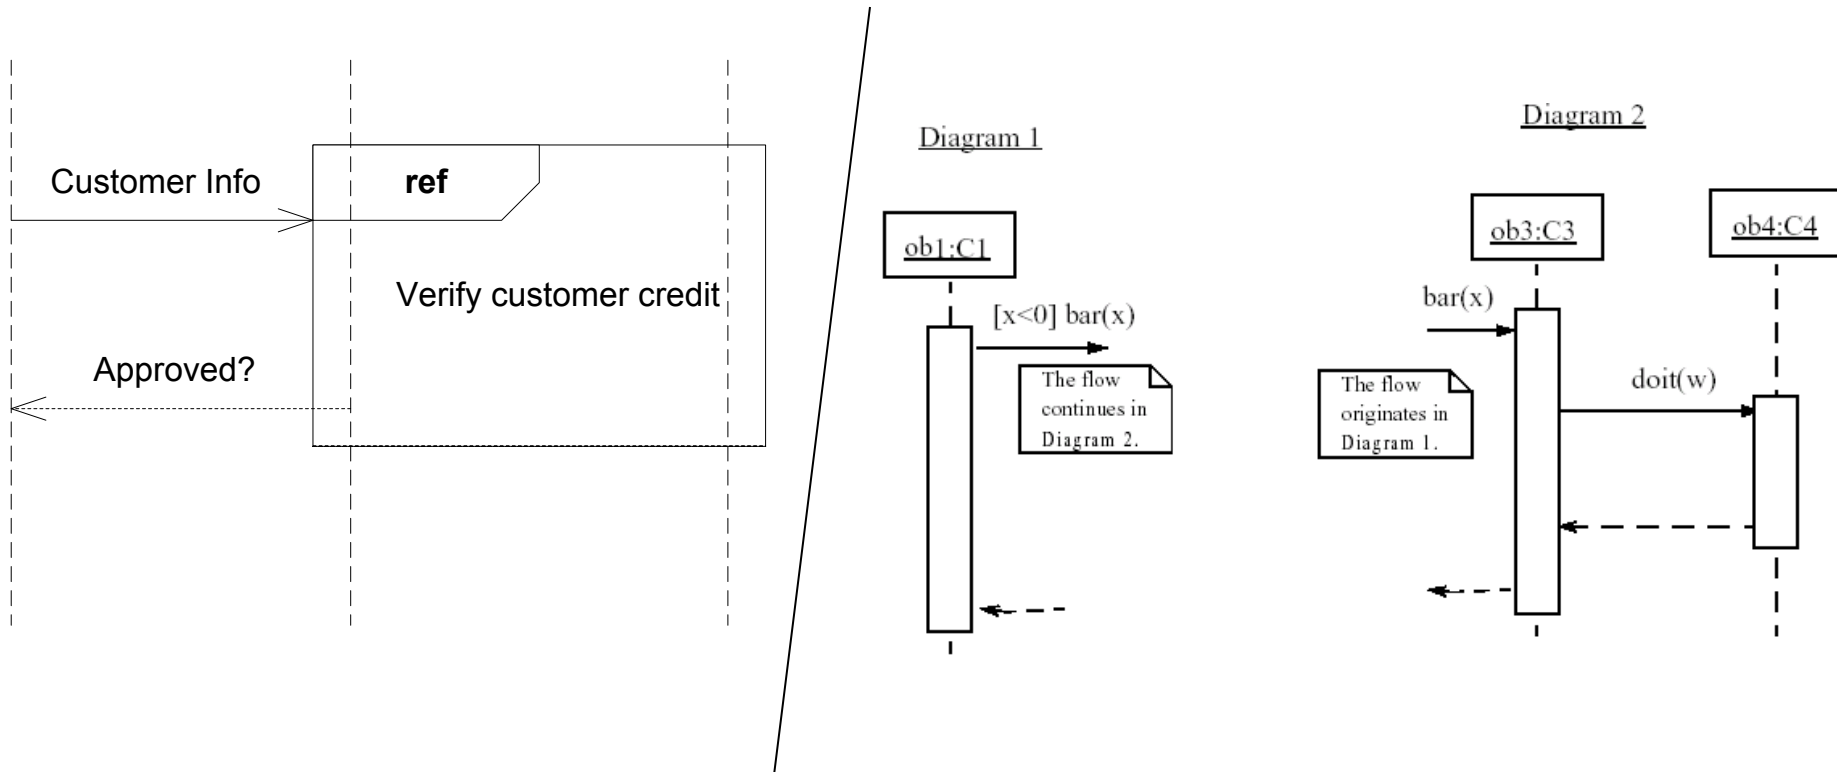 Customer Info
ref
Verify customer credit
Approved?
Diagram 1
ob1:C1
[x<0] bar(x)
The flow
continues in
Diagram 2.
Diagram 2
ob3:C3
ob4:C4
bar(x)
The flow
originates in
Diagram 1.
doit(w)